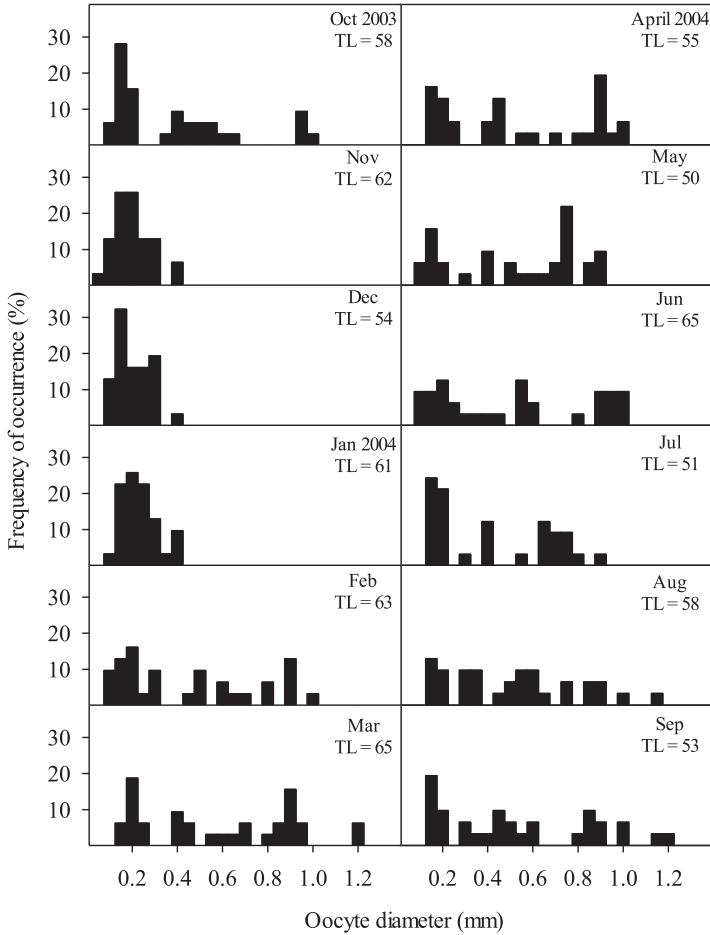 Frequency of occurrence (%)
Oct 2003
TL = 58
30
20
10
Nov
TL = 62
30
20
10
Dec
TL = 54
30
20
10
Jan 2004
TL = 61
30
20
10
Feb
TL = 63
30
20
10
Mar
TL = 65
30
20
10
0.2 0.4 0.6 0.8 1.0 1.2
April 2004
TL = 55
May
TL = 50
Jun
TL = 65
Jul
TL = 51
Aug
TL = 58
Sep
TL = 53
0.2 0.4 0.6 0.8 1.0 1.2
Oocyte diameter (mm)